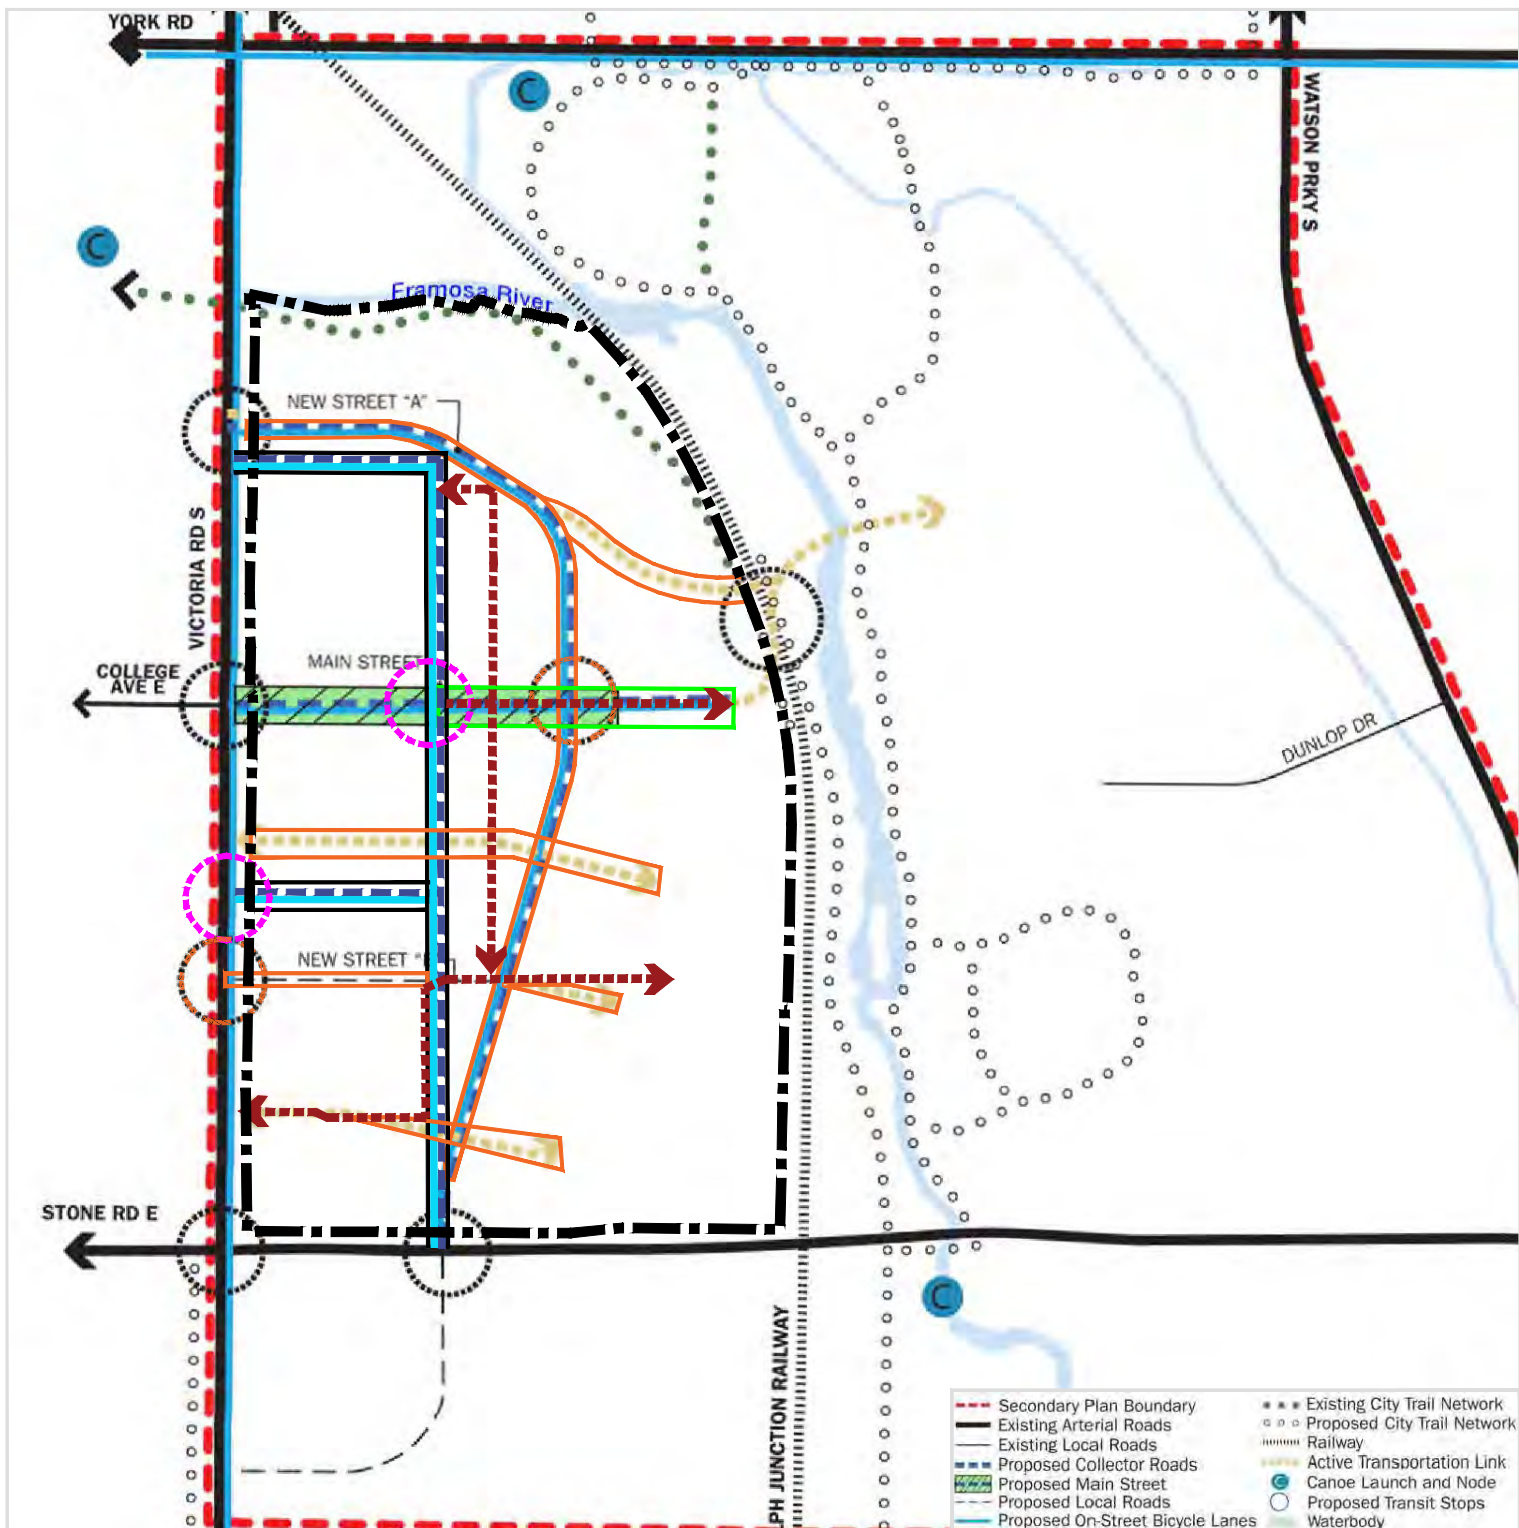 YORK RD
C
WATSON PRKY S
C
Eramosa River
NEW STREET "A"
VICTORIA RD S
MAIN STREET
COLLEGE
AVE E
DUNLOP DR
NEW STREET "
STONE RD E
C
LPH JUNCTION RAILWAY
Secondary Plan Boundary
Existing Arterial Roads
Existing Local Roads
Proposed Collector Roads
Proposed Main Street
Proposed Local Roads
Proposed On-Street Bicycle Lanes
Existing City Trail Network
Proposed City Trail Network
Railway
Active Transportation Link
C Canoe Launch and Node
Proposed Transit Stops
Waterbody